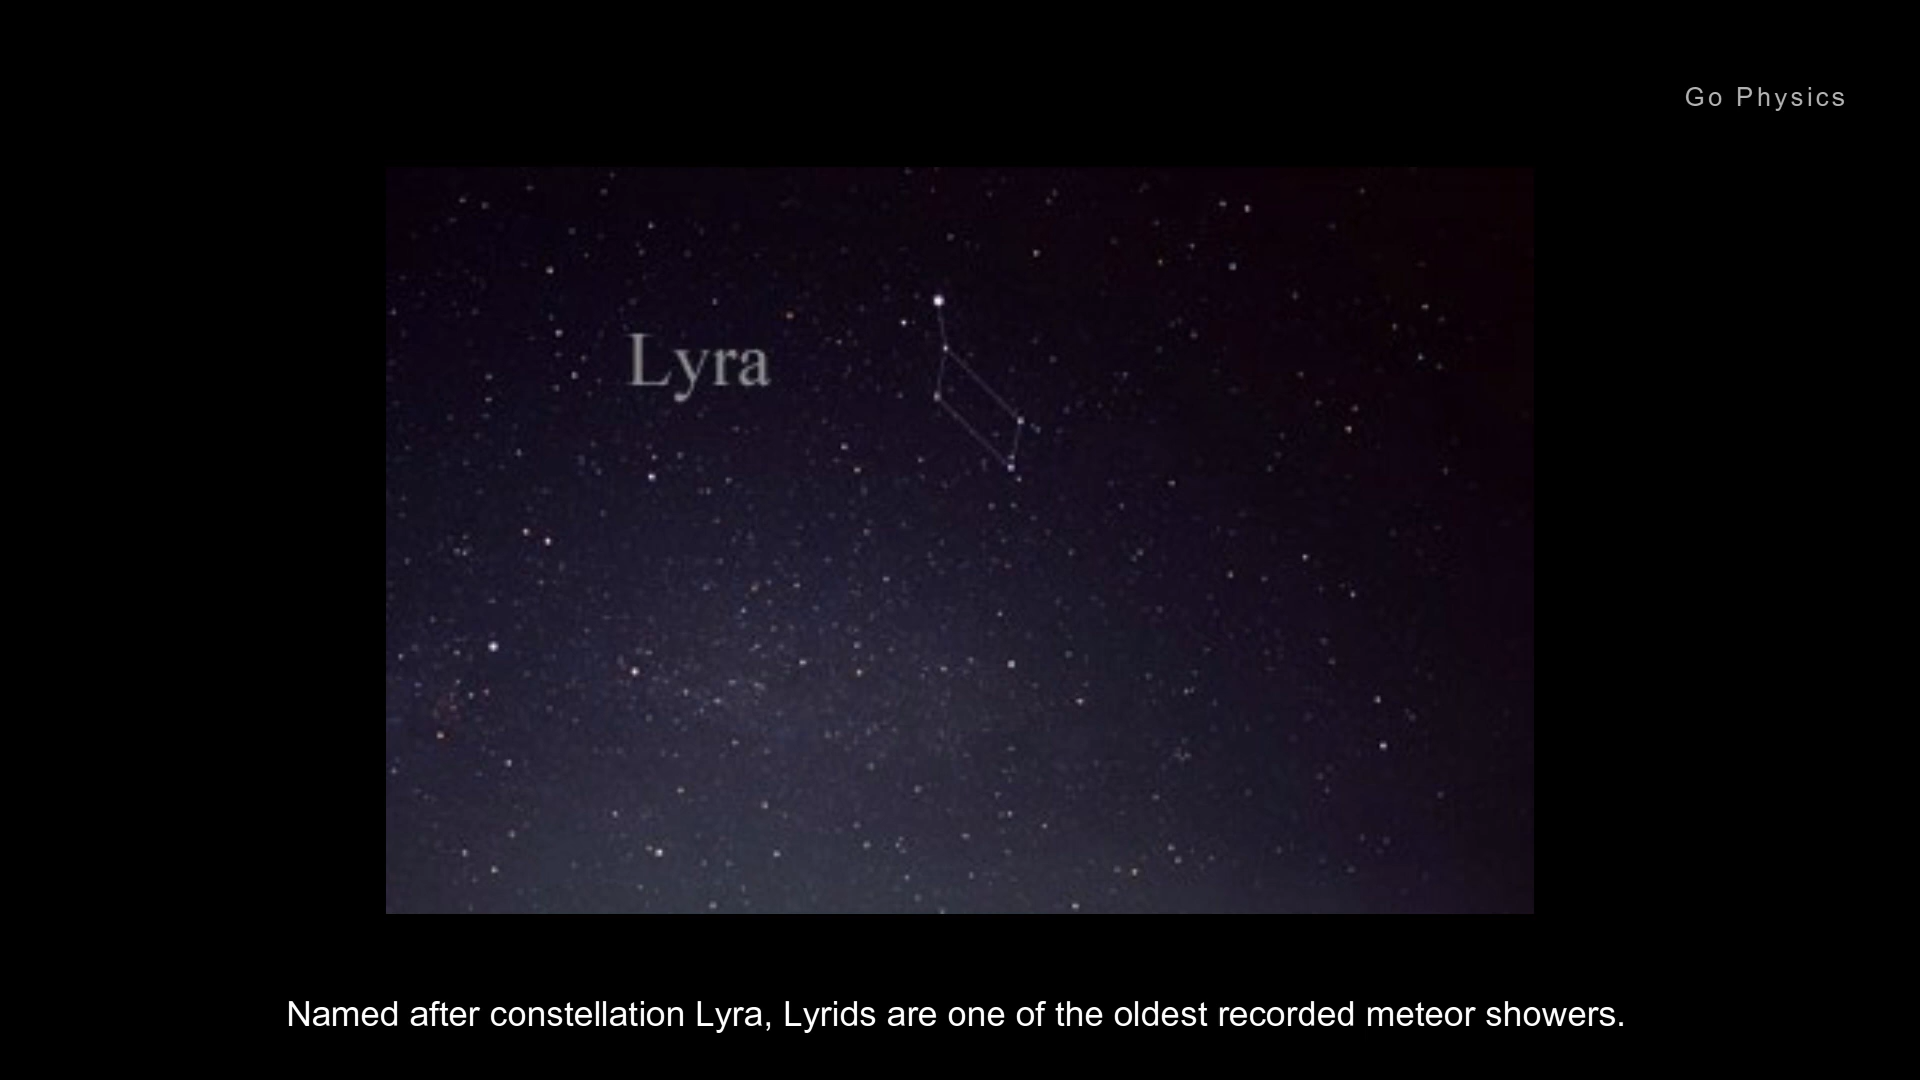 Go Physics
Lyra
Named after constellation Lyra, Lyrids are one of the oldest recorded meteor showers.